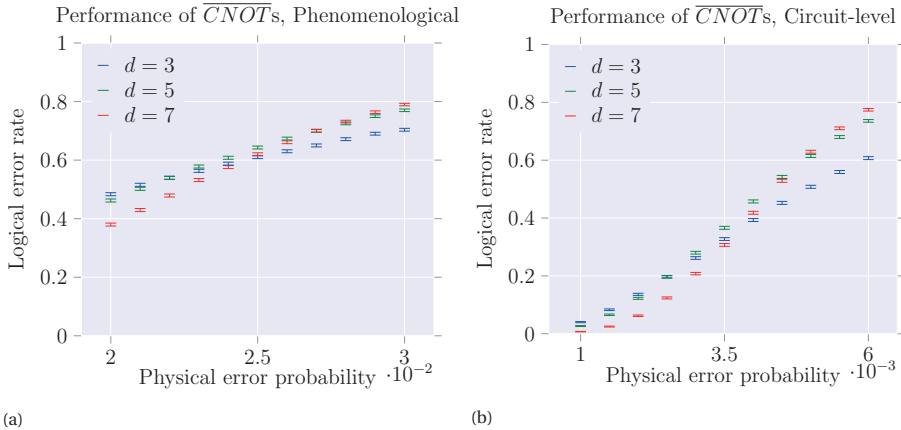 Performance of \overline{CNOT}s, Phenomenological
1
0.8
0.6
0.4
0.2
0
Logical error rate
d = 3
d = 5
d = 7
2
2.5
3
Physical error probability ·10⁻²
(a)
Performance of \overline{CNOT}s, Circuit-level
1
0.8
0.6
0.4
0.2
0
Logical error rate
d = 3
d = 5
d = 7
1
3.5
6
Physical error probability ·10⁻³
(b)